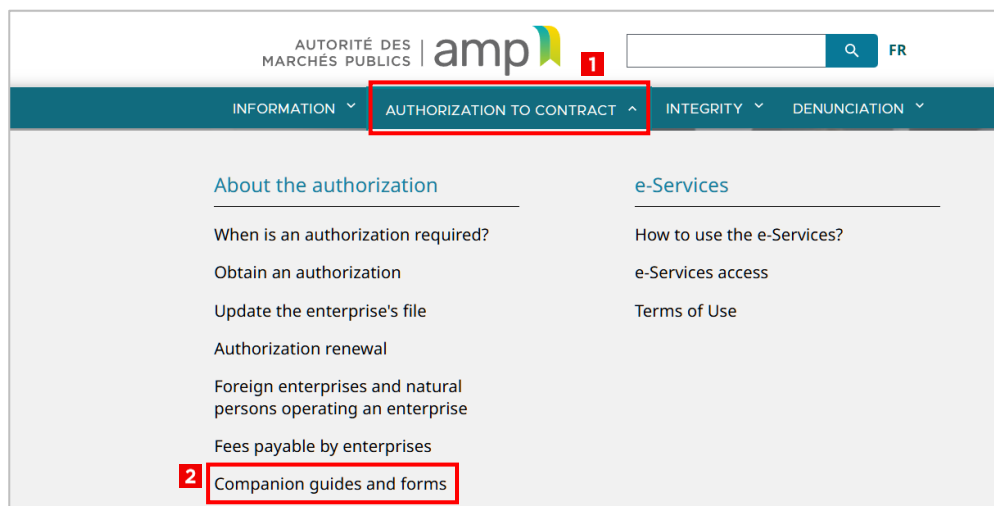 AUTORITÉ DES
MARCHÉS PUBLICS
amp
1
FR
INFORMATION
AUTHORIZATION TO CONTRACT
INTEGRITY
DENUNCIATION
About the authorization
When is an authorization required?
Obtain an authorization
Update the enterprise's file
Authorization renewal
Foreign enterprises and natural
persons operating an enterprise
Fees payable by enterprises
2
Companion guides and forms
e-Services
How to use the e-Services?
e-Services access
Terms of Use